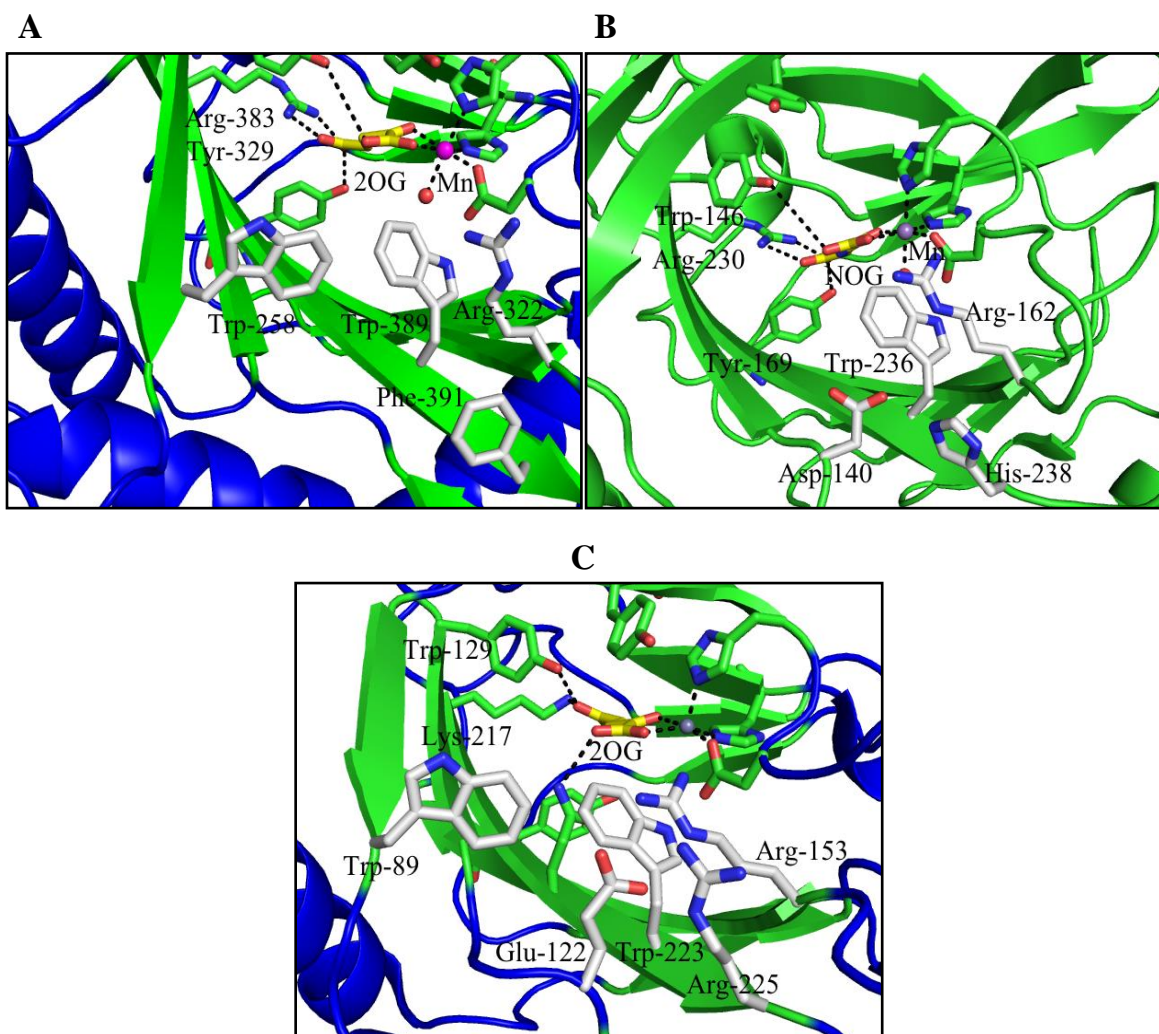 A
Arg-383
Tyr-329
2OG
Mn
Trp-258
Trp-389
Arg-322
Phe-391
B
Trp-146
Arg-230
NOG
Mn
Arg-162
Tyr-169
Trp-236
Asp-140
His-238
C
Trp-129
Lys-217
2OG
Trp-89
Arg-153
Glu-122
Trp-223
Arg-225